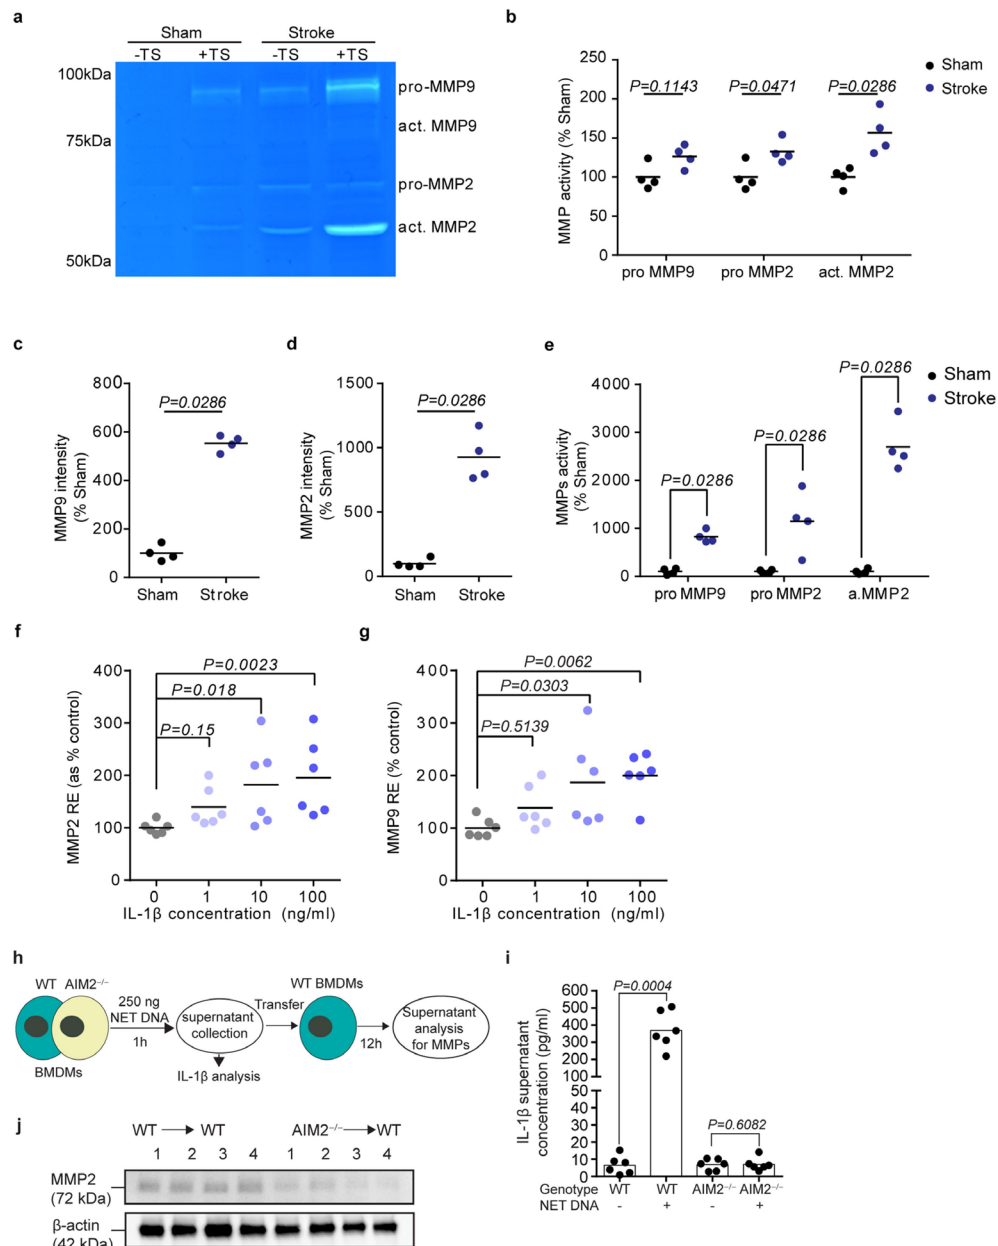 a
Sham
Stroke
-TS
+TS
-TS
+TS
100kDa
75kDa
50kDa
pro-MMP9
act. MMP9
pro-MMP2
act. MMP2
b
MMP activity (% Sham)
250
200
150
100
50
0
P=0.1143
P=0.0471
P=0.0286
pro MMP9
pro MMP2
act. MMP2
Sham
Stroke
c
MMP9 intensity
(% Sham)
800
600
400
200
0
P=0.0286
Sham
Stroke
d
MMP2 intensity
(% Sham)
1500
1000
500
0
P=0.0286
Sham
Stroke
e
MMPs activity
(% Sham)
4000
3000
2000
1000
0
P=0.0286
P=0.0286
P=0.0286
pro MMP9
pro MMP2
a.MMP2
Sham
Stroke
f
MMP2 RE (as % control)
400
300
200
100
0
P=0.0023
P=0.018
P=0.15
0
1
10
100
IL-1β concentration (ng/ml)
g
MMP9 RE (% control)
400
300
200
100
0
P=0.0062
P=0.0303
P=0.5139
0
1
10
100
IL-1β concentration (ng/ml)
h
WT AIM2⁻/⁻
BMDMs
250 ng
NET DNA
1h
supernatant
collection
IL-1β analysis
Transfer
WT BMDMs
12h
Supernatant
analysis
for MMPs
i
IL-1β supernatant
concentration (pg/ml)
600
500
400
300
200
100
50
40
30
20
10
0
P=0.0004
P=0.6082
Genotype WT WT AIM2⁻/⁻ AIM2⁻/⁻
NET DNA - + - +
j
WT → WT AIM2⁻/⁻ → WT
1 2 3 4 1 2 3 4
MMP2
(72 kDa)
β-actin
(42 kDa)